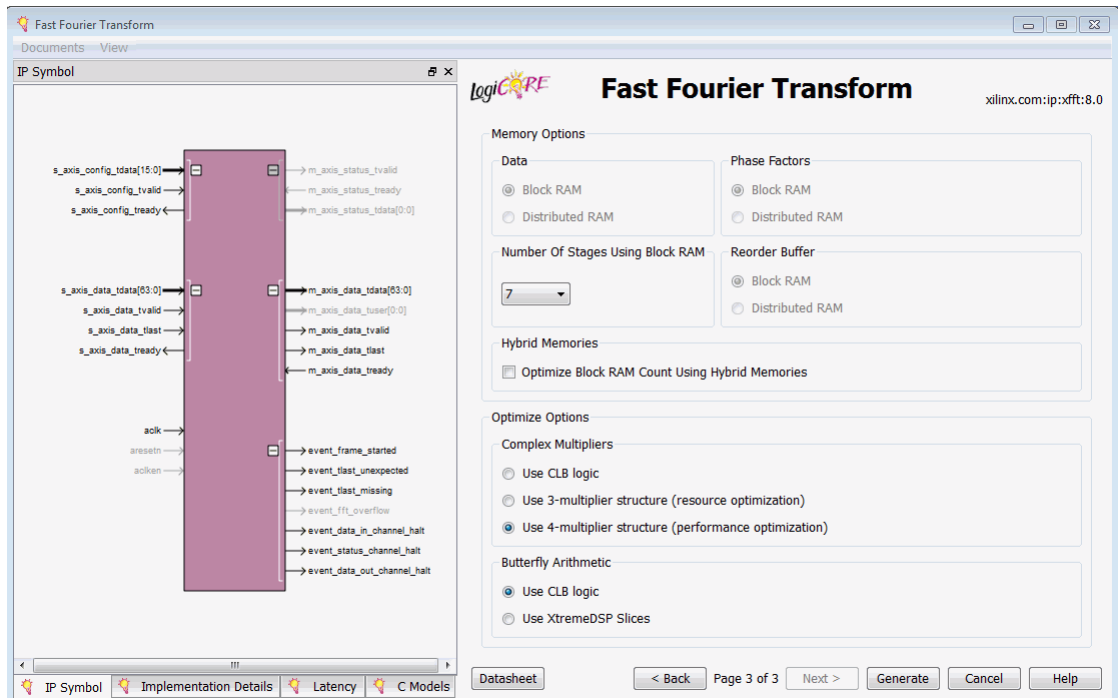 Fast Fourier Transform
Documents View
IP Symbol
s_axis_config_tdata[15:0]
s_axis_config_tvalid
s_axis_config_tready
m_axis_status_tvalid
m_axis_status_tready
m_axis_status_tdata[0:0]
s_axis_data_tdata[63:0]
s_axis_data_tvalid
s_axis_data_tlast
s_axis_data_tready
m_axis_data_tdata[63:0]
m_axis_data_tuser[0:0]
m_axis_data_tvalid
m_axis_data_tlast
m_axis_data_tready
aclk
aresetn
aclken
event_frame_started
event_tlast_unexpected
event_tlast_missing
event_fft_overflow
event_data_in_channel_halt
event_status_channel_halt
event_data_out_channel_halt
IP Symbol Implementation Details Latency C Models
LogiCORE
Fast Fourier Transform
xilinx.com:ip:xfft:8.0
Memory Options
Data
Block RAM
Distributed RAM
Phase Factors
Block RAM
Distributed RAM
Number Of Stages Using Block RAM
7
Reorder Buffer
Block RAM
Distributed RAM
Hybrid Memories
Optimize Block RAM Count Using Hybrid Memories
Optimize Options
Complex Multipliers
Use CLB logic
Use 3-multiplier structure (resource optimization)
Use 4-multiplier structure (performance optimization)
Butterfly Arithmetic
Use CLB logic
Use XtremeDSP Slices
Datasheet < Back Page 3 of 3 Next > Generate Cancel Help